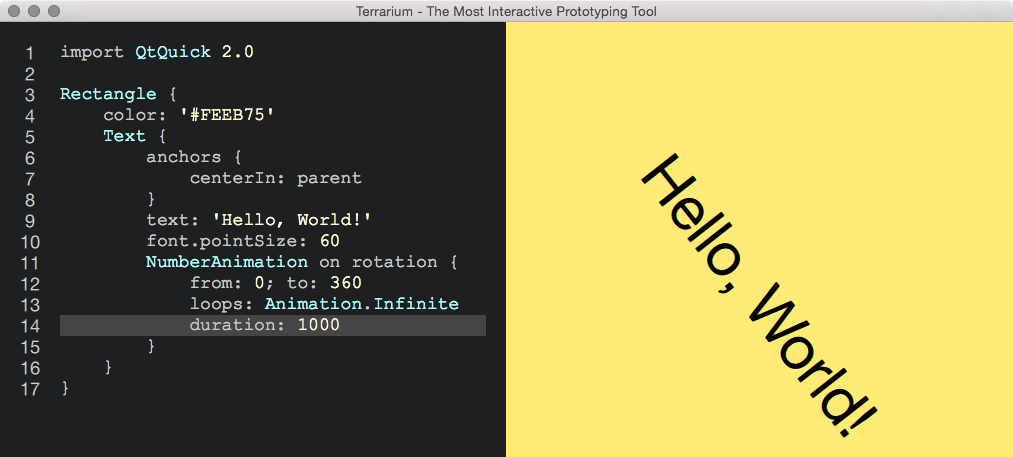 Terrarium - The Most Interactive Prototyping Tool
1 import QtQuick 2.0
2
3 Rectangle {
4     color: '#FEEB75'
5     Text {
6         anchors {
7             centerIn: parent
8         }
9         text: 'Hello, World!'
10         font.pointSize: 60
11         NumberAnimation on rotation {
12             from: 0; to: 360
13             loops: Animation.Infinite
14             duration: 1000
15         }
16     }
17 }
Hello, World!